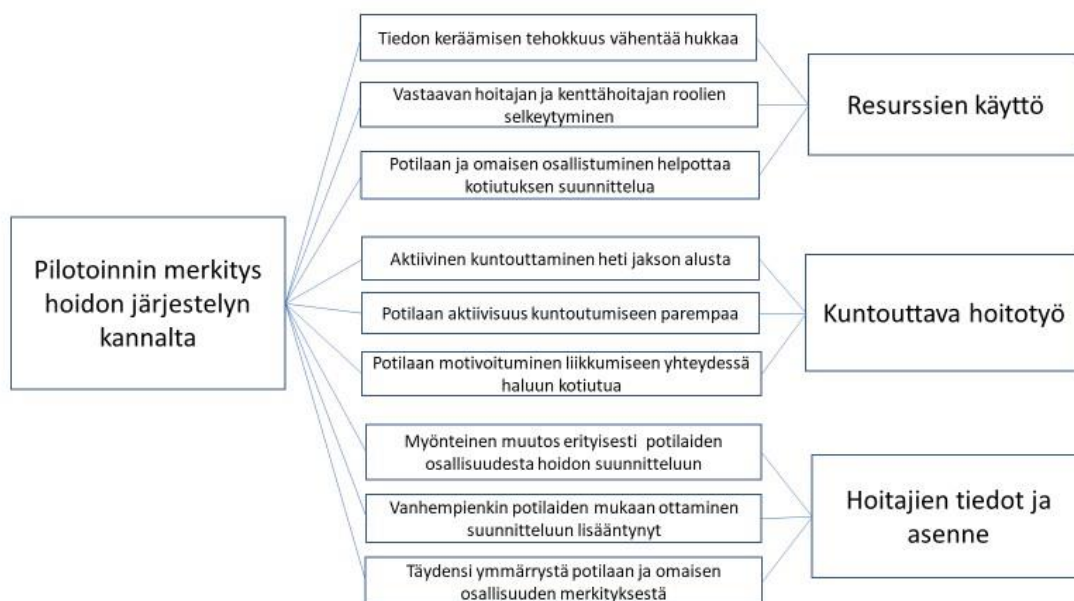 Tiedon keräämisen tehokkuus vähentää hukkaa
Vastaavan hoitajan ja kenttähoitajan roolien
selkeytyminen
Potilaan ja omaisen osallistuminen helpottaa
kotiutuksen suunnittelua
Resurssien käyttö
Pilotoinnin merkitys
hoidon järjestelyn
kannalta
Aktiivinen kuntouttaminen heti jakson alusta
Potilaan aktiivisuus kuntoutumiseen parempaa
Potilaan motivoituminen liikkumiseen yhteydessä
haluun kotiutua
Kuntouttava hoitotyö
Myönteinen muutos erityisesti potilaiden
osallisuudesta hoidon suunnitteluun
Vanhempienkin potilaiden mukaan ottaminen
suunnitteluun lisääntynyt
Täydensi ymmärrystä potilaan ja omaisen
osallisuuden merkityksestä
Hoitajien tiedot ja
asenne